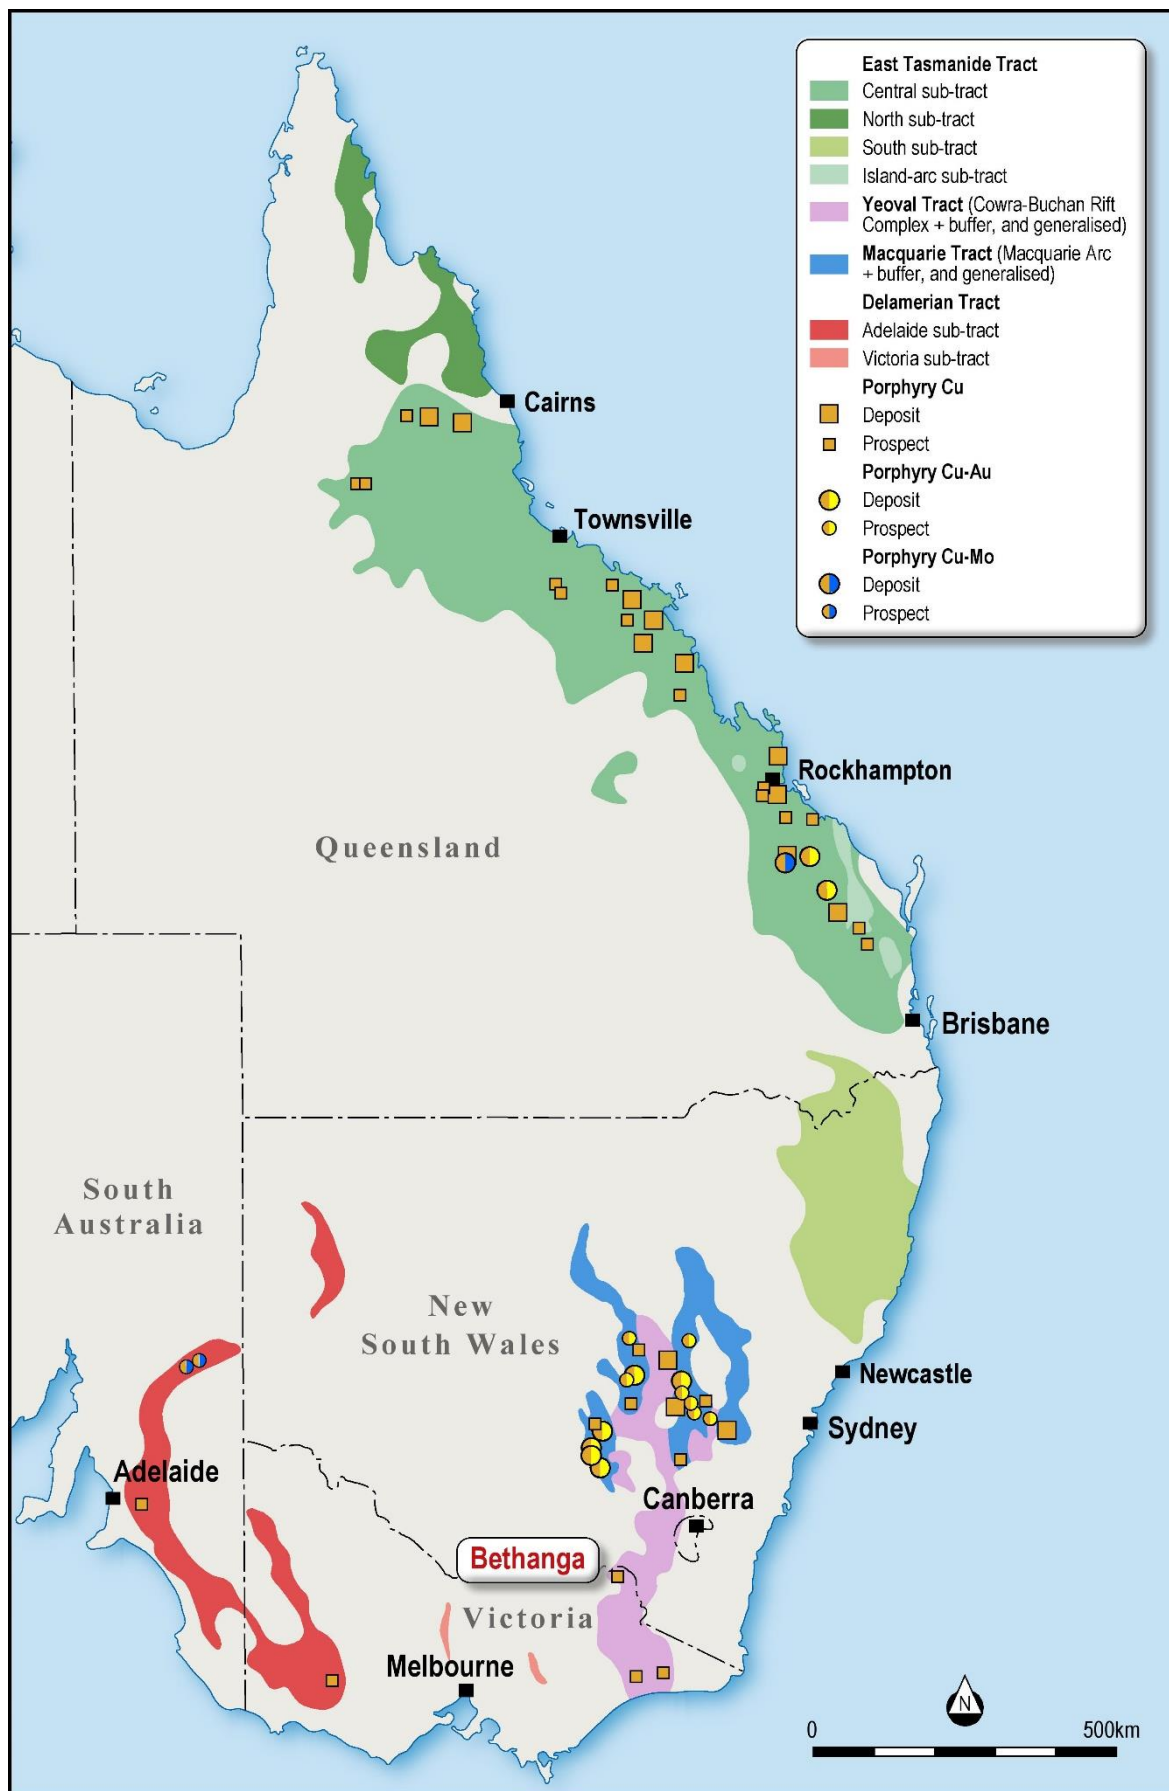 East Tasmanide Tract
Central sub-tract
North sub-tract
South sub-tract
Island-arc sub-tract
Yeoval Tract (Cowra-Buchan Rift
Complex + buffer, and generalised)
Macquarie Tract (Macquarie Arc
+ buffer, and generalised)
Delamerian Tract
Adelaide sub-tract
Victoria sub-tract
Porphyry Cu
Deposit
Prospect
Porphyry Cu-Au
Deposit
Prospect
Porphyry Cu-Mo
Deposit
Prospect
Cairns
Townsville
Rockhampton
Queensland
Brisbane
South
Australia
New
South Wales
Newcastle
Sydney
Adelaide
Canberra
Bethanga
Victoria
Melbourne
N
0 500km